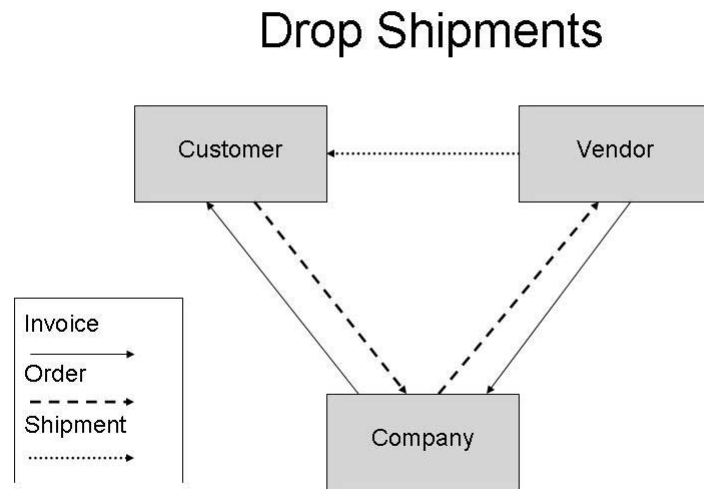 Drop Shipments
Customer
Vendor
Invoice
Order
Shipment
Company